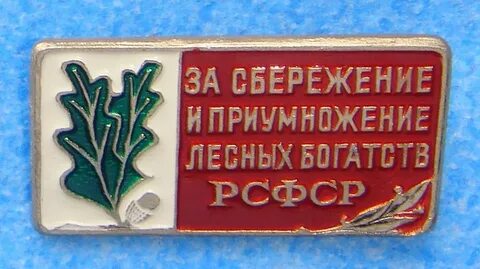 ЗА СБЕРЕЖЕНИЕ
И ПРИУМНОЖЕНИЕ
ЛЕСНЫХ БОГАТСТВ
РСФСР